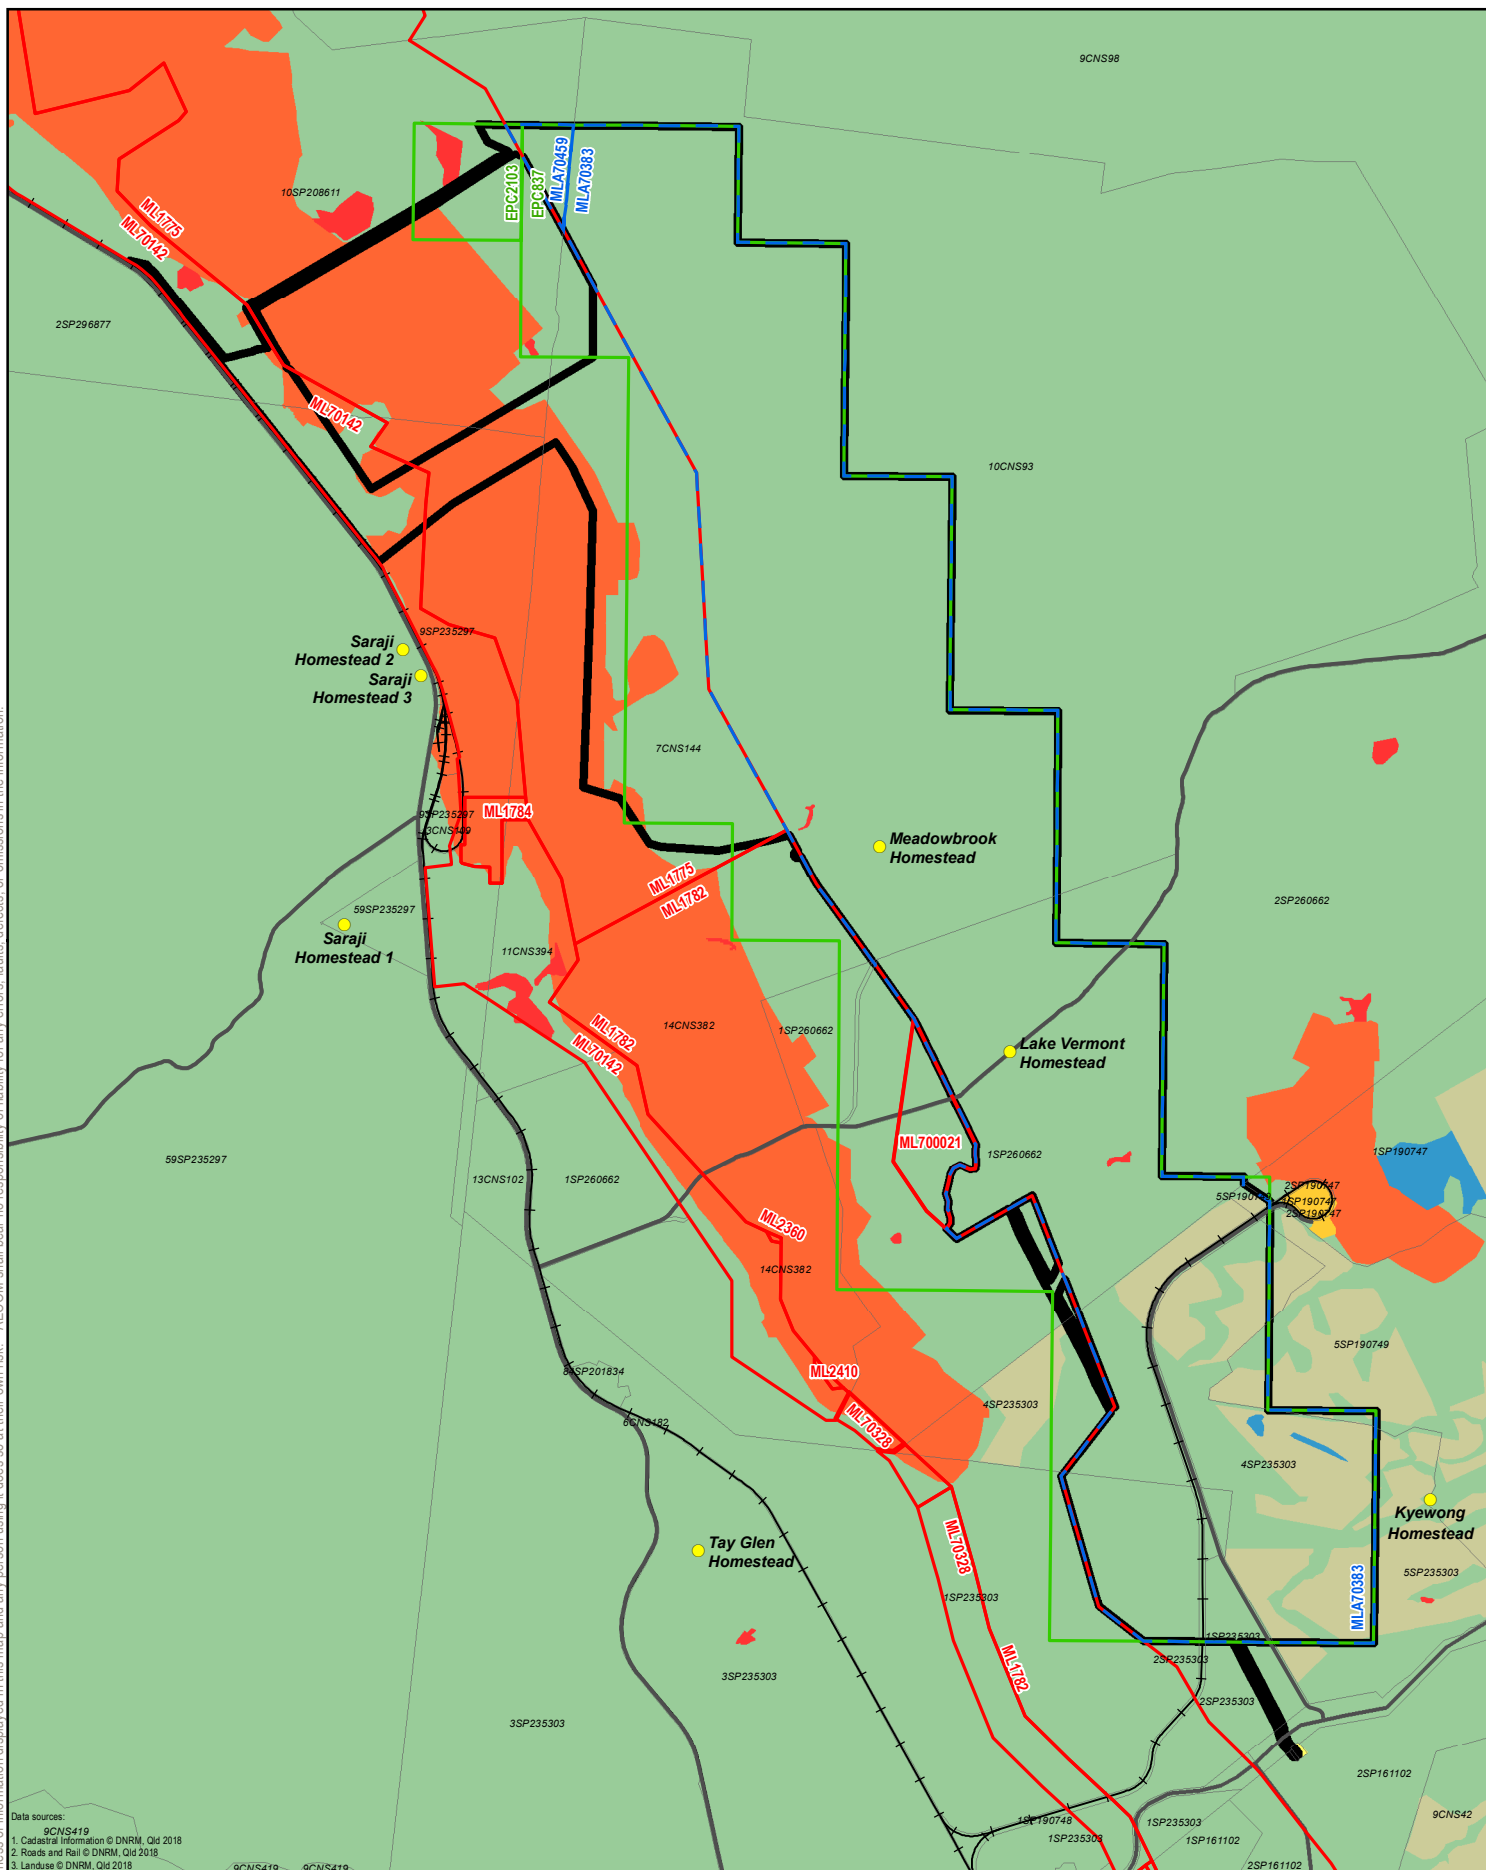 9CNS98
10SP208611
EPC2103
EPC837
MLA70459
MLA70383
ML1775
ML70142
2SP296877
ML70142
10CNS93
9SP235297
Saraji
Homestead 2
Saraji
Homestead 3
7CNS144
ML1784
9SP235297
3CNS109
Meadowbrook
Homestead
ML1775
ML1782
2SP260662
59SP235297
Saraji
Homestead 1
11CNS394
14CNS382
1SP260662
ML1782
ML70142
Lake Vermont
Homestead
ML700021
1SP260662
59SP235297
13CNS102
1SP260662
1SP190747
2SP190747
2SP190747
ML2360
14CNS382
5SP190749
84SP201834
ML2410
4SP235303
6CNS182
ML70328
4SP235303
Kyewong
Homestead
Tay Glen
Homestead
ML70328
1SP235303
MLA70383
5SP235303
1SP235303
2SP235303
3SP235303
ML1782
2SP235303
3SP235303
2SP161102
9CNS42
1SP190748
1SP235303
1SP235303
1SP161102
2SP161102
Data sources:
9CNS419
1. Cadastral Information © DNRM, Qld 2018
2. Roads and Rail © DNRM, Qld 2018
3. Landuse © DNRM, Qld 2018
9CNS419
9CNS419